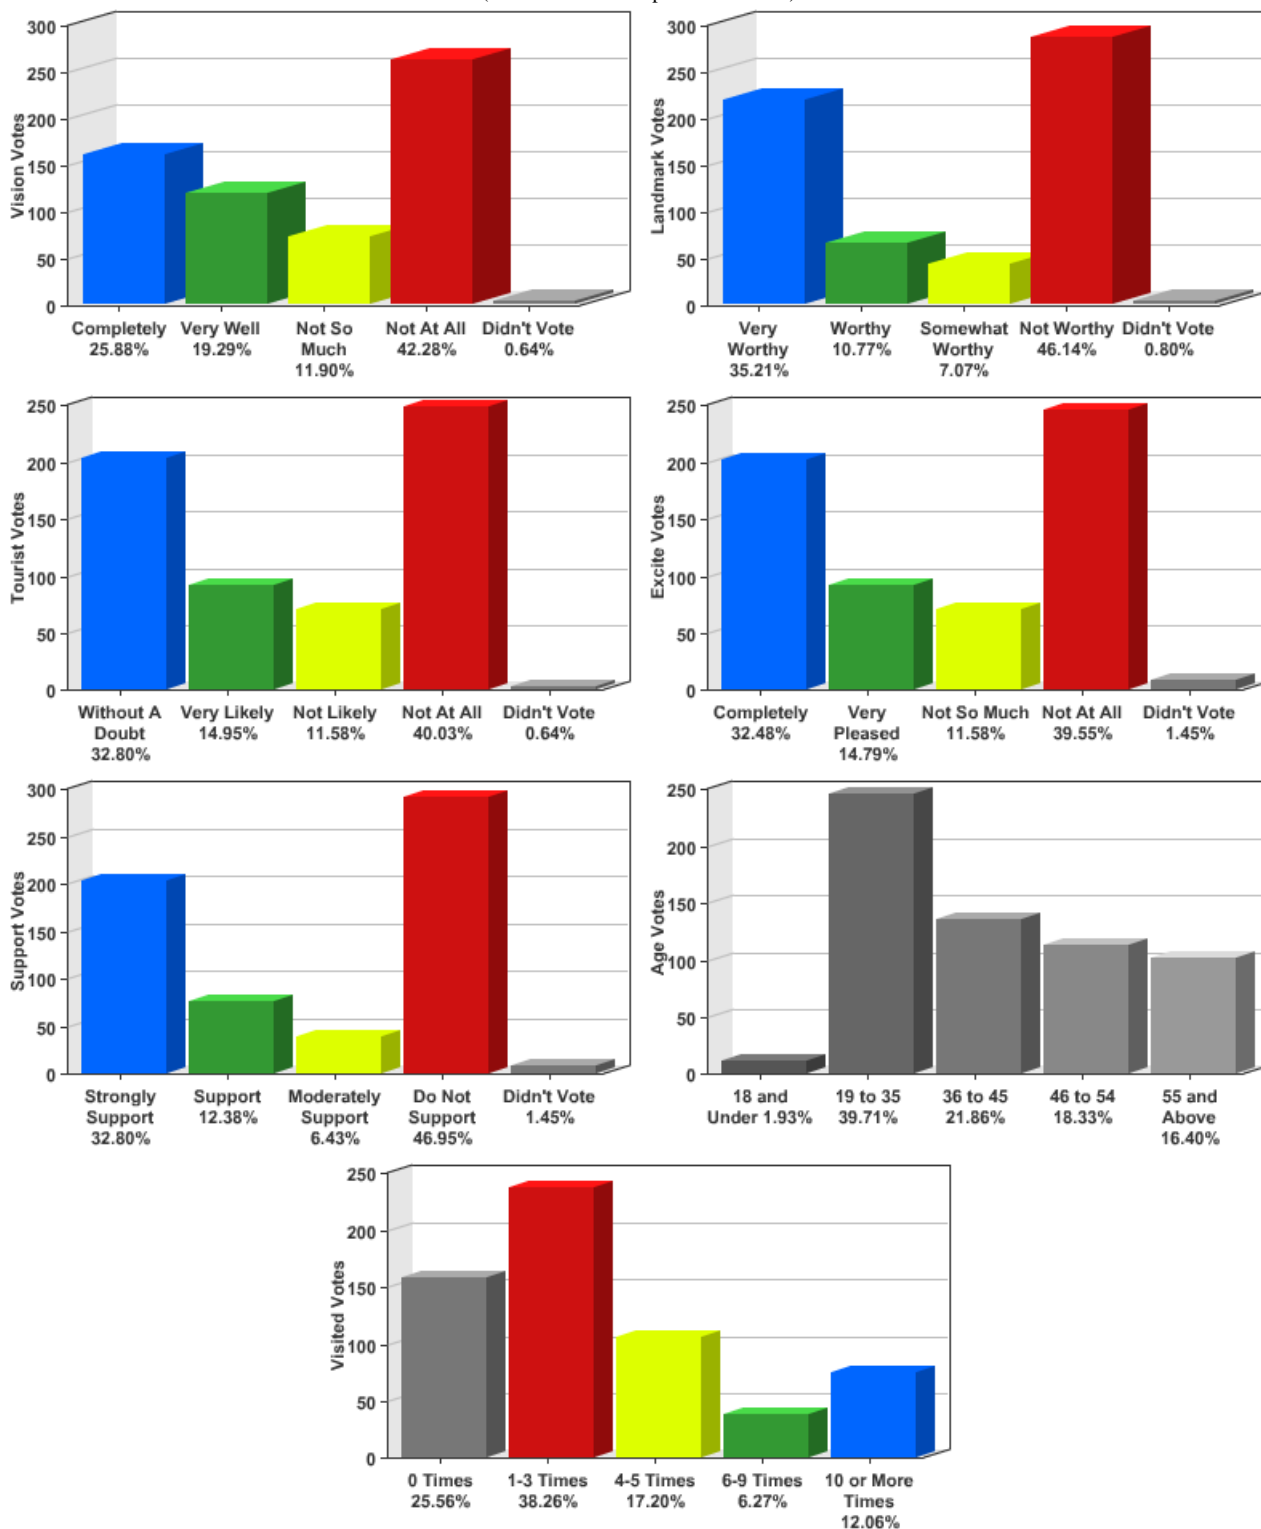 300
250
200
150
100
50
0
Vision Votes
Completely
25.88%
Very Well
19.29%
Not So
Much
11.90%
Not At All
42.28%
Didn't Vote
0.64%
300
250
200
150
100
50
0
Landmark Votes
Very
Worthy
35.21%
Worthy
10.77%
Somewhat
Worthy
7.07%
Not Worthy
46.14%
Didn't Vote
0.80%
250
200
150
100
50
0
Tourist Votes
Without A
Doubt
32.80%
Very Likely
14.95%
Not Likely
11.58%
Not At All
40.03%
Didn't Vote
0.64%
250
200
150
100
50
0
Excite Votes
Completely
32.48%
Very
Pleased
14.79%
Not So Much
11.58%
Not At All
39.55%
Didn't Vote
1.45%
300
250
200
150
100
50
0
Support Votes
Strongly
Support
32.80%
Support
12.38%
Moderately
Support
6.43%
Do Not
Support
46.95%
Didn't Vote
1.45%
250
200
150
100
50
0
Age Votes
18 and
Under 1.93%
19 to 35
39.71%
36 to 45
21.86%
46 to 54
18.33%
55 and
Above
16.40%
250
200
150
100
50
0
Visited Votes
0 Times
25.56%
1-3 Times
38.26%
4-5 Times
17.20%
6-9 Times
6.27%
10 or More
Times
12.06%